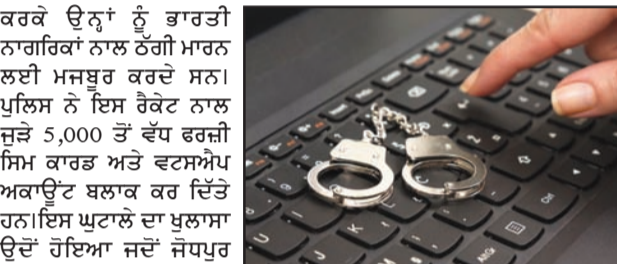 ਕਰਕੇ ਉਨ੍ਹਾਂ ਨੂੰ ਭਾਰਤੀ
ਨਾਗਰਿਕਾਂ ਨਾਲ ਠੱਗੀ ਮਾਰਨ
ਲਈ ਮਜਬੂਰ ਕਰਦੇ ਸਨ।
ਪੁਲਿਸ ਨੇ ਇਸ ਰੈਕੇਟ ਨਾਲ
ਜੁੜੇ 5,000 ਤੋਂ ਵੱਧ ਫਰਜ਼ੀ
ਸਿਮ ਕਾਰਡ ਅਤੇ ਵਟਸਐਪ
ਅਕਾਊਂਟ ਬਲਾਕ ਕਰ ਦਿੱਤੇ
ਹਨ।ਇਸ ਘੁਟਾਲੇ ਦਾ ਖੁਲਾਸਾ
ਉਦੋਂ ਹੋਇਆ ਜਦੋਂ ਜੋਧਪੁਰ